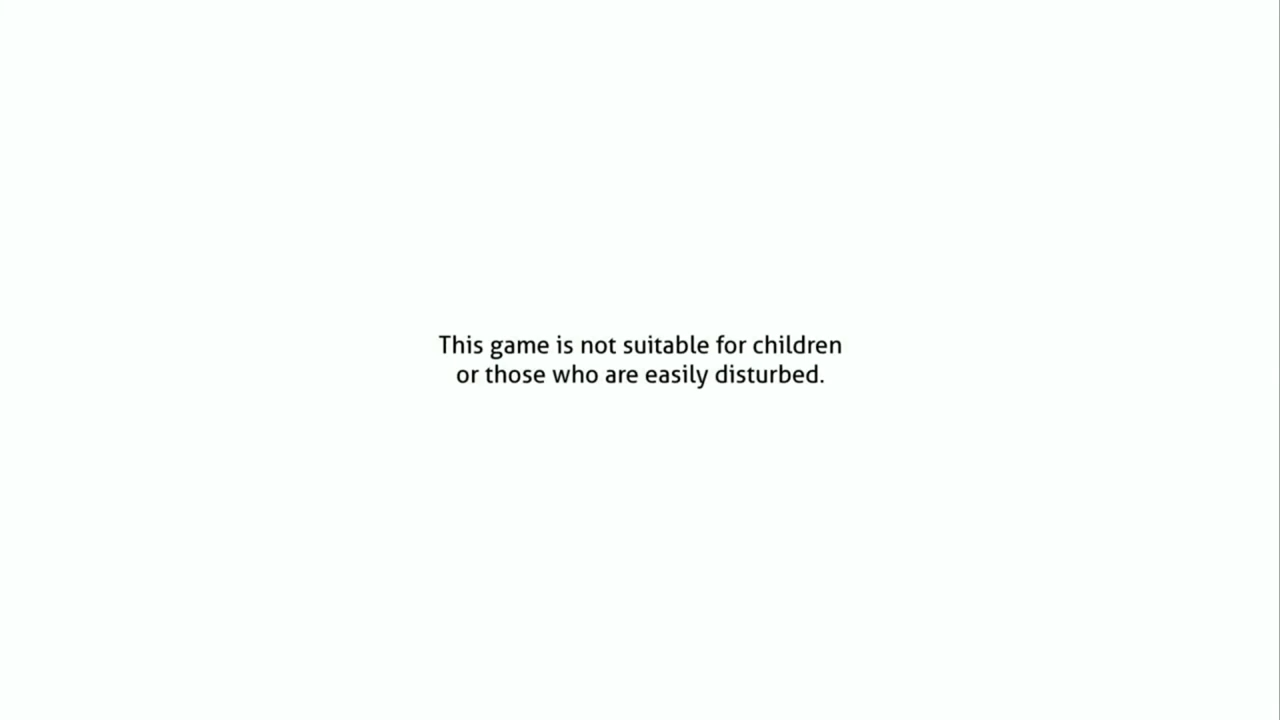 This game is not suitable for children
or those who are easily disturbed.